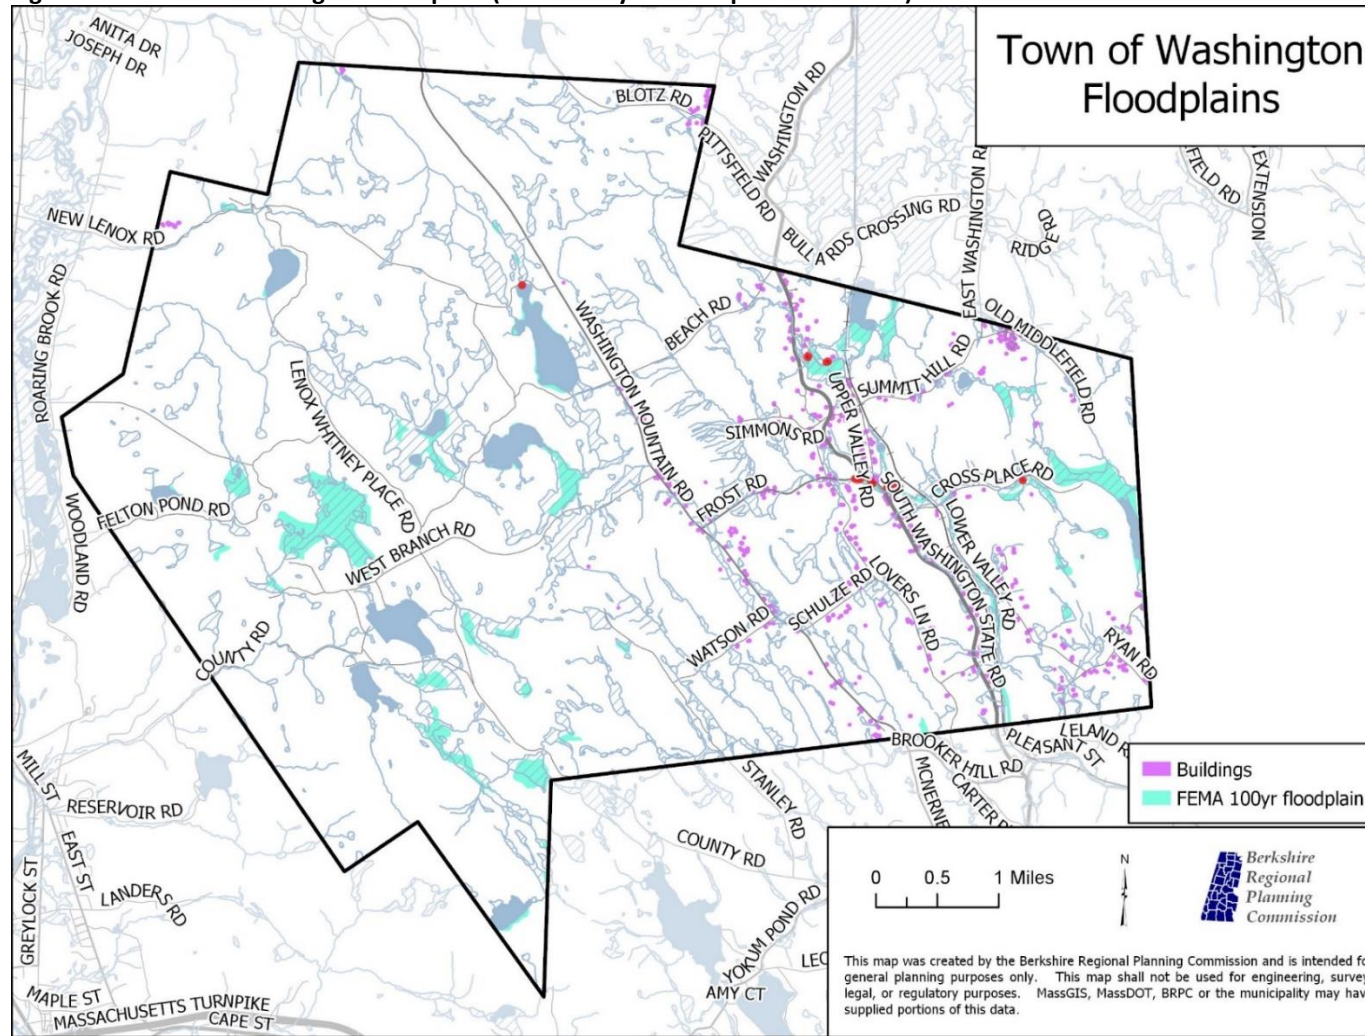 Town of Washington
Floodplains
ANITA DR
JOSEPH DR
BLOTZ RD
WASHINGTON RD
PITTSFIELD RD
BULLARDS CROSSING RD
EAST WASHINGTON RD
RIDGE RD
FIELD RD
EXTENSION
NEW LENOX RD
ROARING BROOK RD
WASHINGTON MOUNTAIN RD
BEACH RD
OLD MIDDLEFIELD RD
SUMMIT HILL RD
UPPER VALLEY RD
SIMMONS RD
LENOX WHITNEY PLACE RD
FROST RD
CROSS PLACE RD
SOUTH WASHINGTON STATE RD
LOWER VALLEY RD
FELTON POND RD
WOODLAND RD
WEST BRANCH RD
LOVERS LN RD
SCHULZE RD
WATSON RD
RYAN RD
COUNTY RD
BROOKER HILL RD
PLEASANT ST
LELAND R
MCNERNE
CARTER
STANLEY RD
MILL ST
RESERVOIR RD
EAST ST
LANDERS RD
GREYLOCK ST
COUNTY RD
YOKUM POND RD
AMY CT
MAPLE ST
MASSACHUSETTS TURNPIKE
CAPE ST
Buildings
FEMA 100yr floodplain
0 0.5 1 Miles
N
Berkshire
Regional
Planning
Commission
This map was created by the Berkshire Regional Planning Commission and is intended fo
general planning purposes only. This map shall not be used for engineering, survey
legal, or regulatory purposes. MassGIS, MassDOT, BRPC or the municipality may hav
supplied portions of this data.